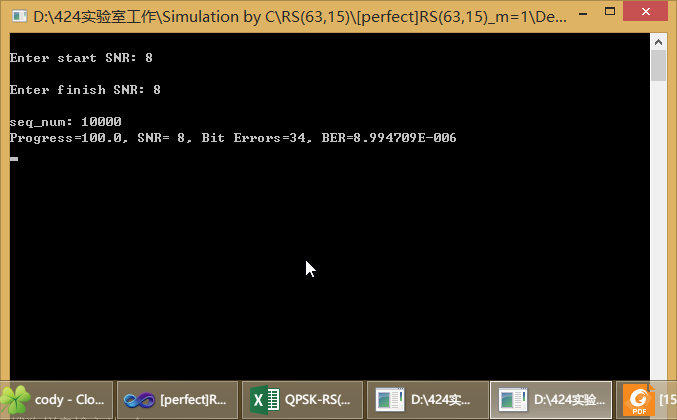 D:\424实验室工作\Simulation by C\RS(63,15)\[perfect]RS(63,15)_m=1\De...
Enter start SNR: 8
Enter finish SNR: 8
seq_num: 10000
Progress=100.0, SNR= 8, Bit Errors=34, BER=8.994709E-006
cody - Clo... [perfect]R... QPSK-RS(... D:\424实... D:\424实验... PDF [15